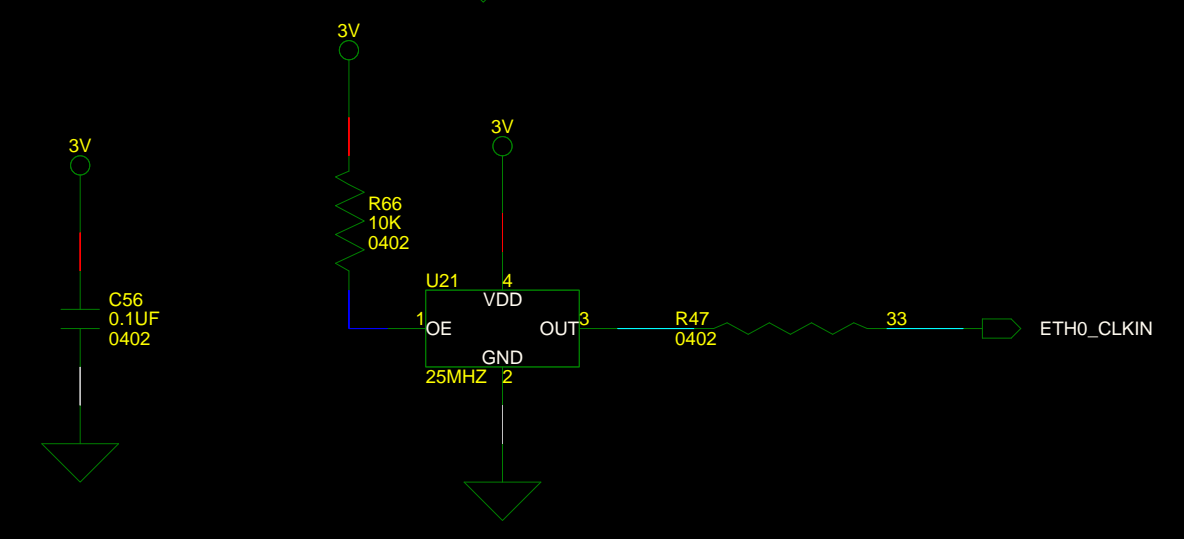 3V
3V
3V
R66
10K
0402
U21
4
VDD
C56
0.1UF
0402
1
OE
OUT
3
R47
0402
33
ETH0_CLKIN
GND
25MHZ
2